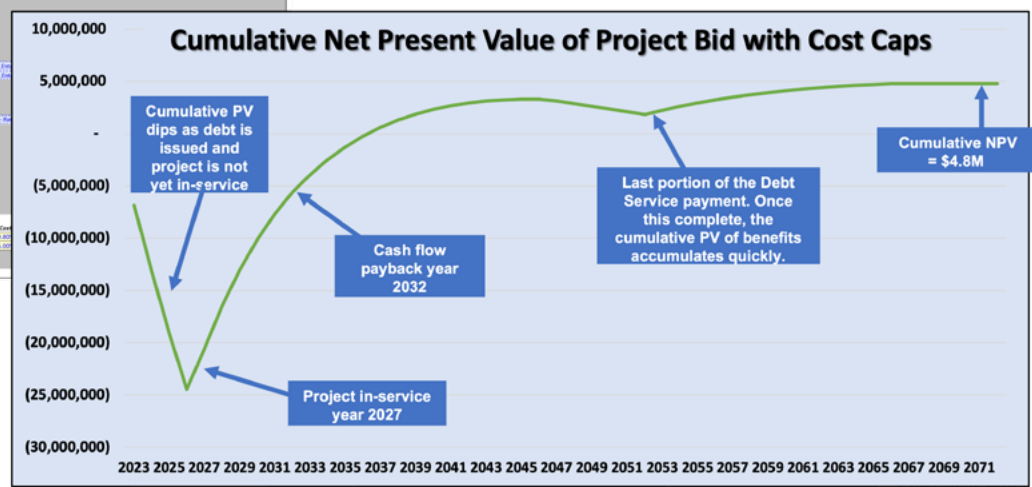 Cumulative Net Present Value of Project Bid with Cost Caps
10,000,000
5,000,000
-
(5,000,000)
(10,000,000)
(15,000,000)
(20,000,000)
(25,000,000)
(30,000,000)
Cumulative PV
dips as debt is
issued and
project is not
yet in-service
Cash flow
payback year
2032
Project in-service
year 2027
Last portion of the Debt
Service payment. Once
this complete, the
cumulative PV of benefits
accumulates quickly.
Cumulative NPV
= $4.8M
2023 2025 2027 2029 2031 2033 2035 2037 2039 2041 2043 2045 2047 2049 2051 2053 2055 2057 2059 2061 2063 2065 2067 2069 2071